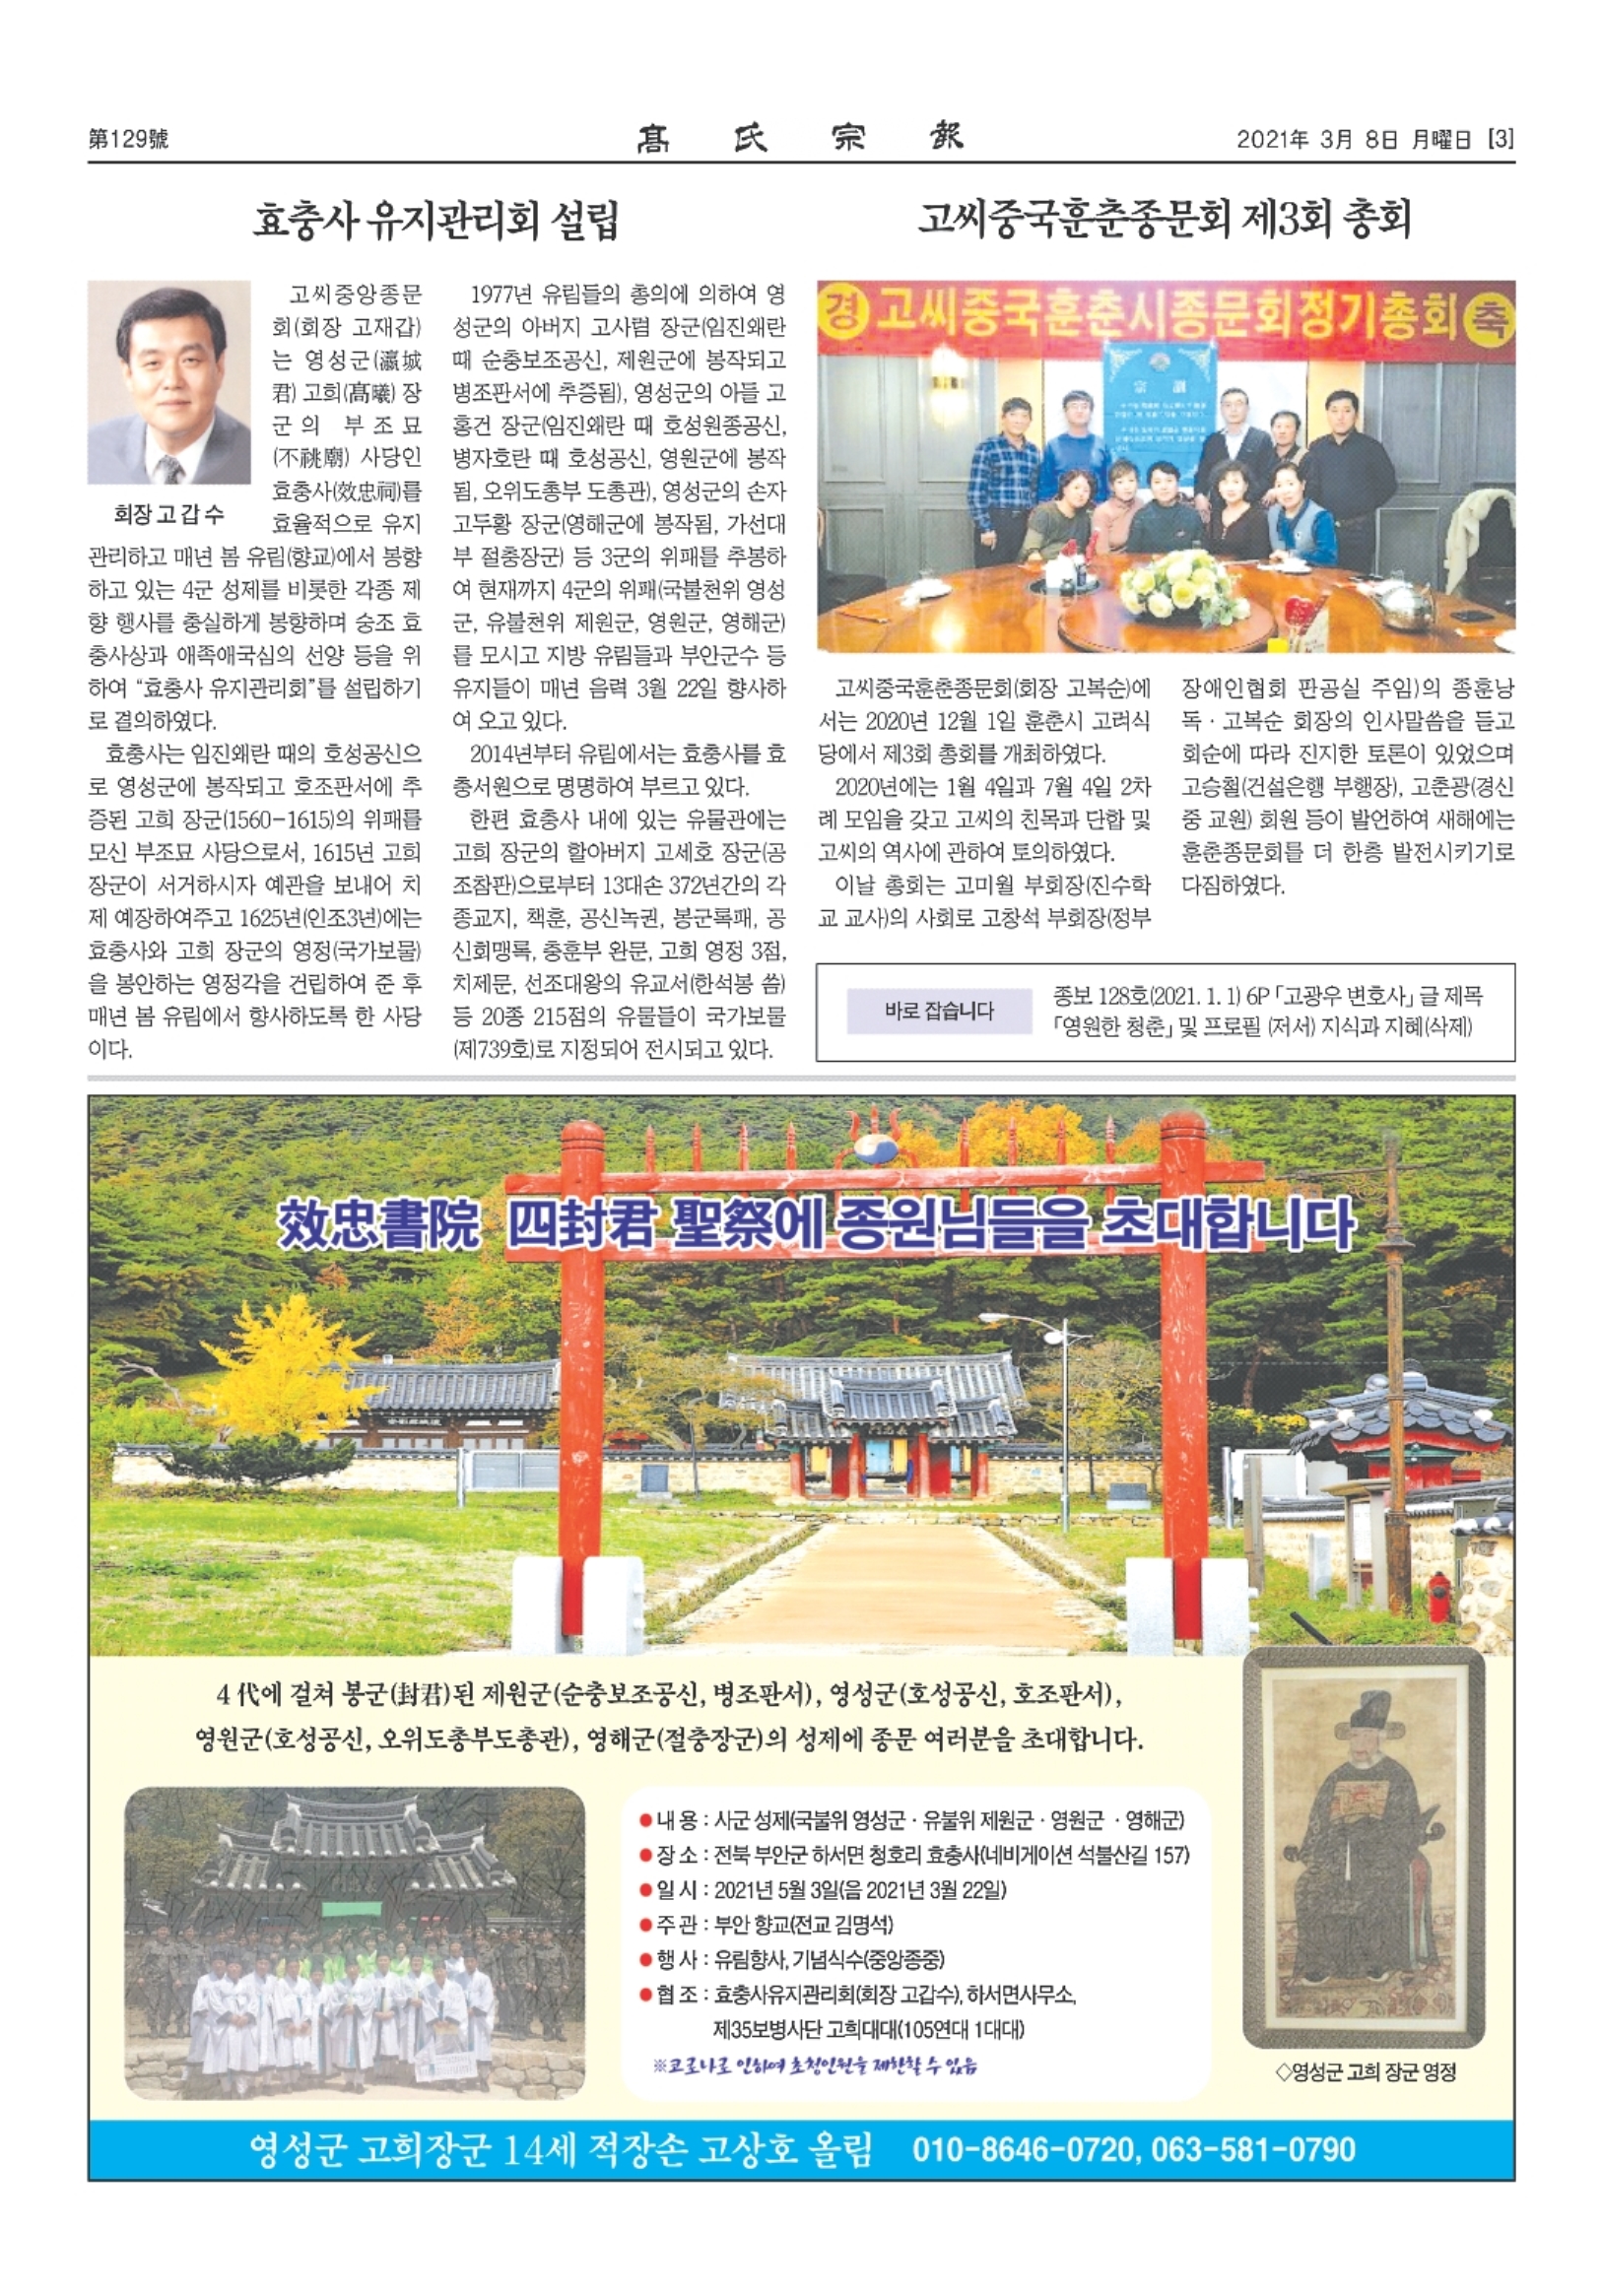 第129號
髙氏宗報
2021年 3月 8日 月曜日 [3]
효충사 유지관리회 설립
회장 고 갑 수
고씨중앙종문
회(회장 고재갑)
는 영성군(瀛城
君) 고희(髙曦) 장
군의 부조묘
(不祧廟) 사당인
효충사(效忠祠)를
효율적으로 유지
관리하고 매년 봄 유림(향교)에서 봉향
하고 있는 4군 성제를 비롯한 각종 제
향 행사를 충실하게 봉향하며 숭조 효
충사상과 애족애국심의 선양 등을 위
하여 “효충사 유지관리회”를 설립하기
로 결의하였다.
효충사는 임진왜란 때의 호성공신으
로 영성군에 봉작되고 호조판서에 추
증된 고희 장군(1560-1615)의 위패를
모신 부조묘 사당으로서, 1615년 고희
장군이 서거하시자 예관을 보내어 치
제 예장하여주고 1625년(인조3년)에는
효충사와 고희 장군의 영정(국가보물)
을 봉안하는 영정각을 건립하여 준 후
매년 봄 유림에서 향사하도록 한 사당
이다.
1977년 유림들의 총의에 의하여 영
성군의 아버지 고사렴 장군(임진왜란
때 순충보조공신, 제원군에 봉작되고
병조판서에 추증됨), 영성군의 아들 고
홍건 장군(임진왜란 때 호성원종공신,
병자호란 때 호성공신, 영원군에 봉작
됨, 오위도총부 도총관), 영성군의 손자
고두황 장군(영해군에 봉작됨, 가선대
부 절충장군) 등 3군의 위패를 추봉하
여 현재까지 4군의 위패(국불천위 영성
군, 유불천위 제원군, 영원군, 영해군)
를 모시고 지방 유림들과 부안군수 등
유지들이 매년 음력 3월 22일 향사하
여 오고 있다.
2014년부터 유림에서는 효충사를 효
충서원으로 명명하여 부르고 있다.
한편 효충사 내에 있는 유물관에는
고희 장군의 할아버지 고세호 장군(공
조참판)으로부터 13대손 372년간의 각
종교지, 책훈, 공신녹권, 봉군록패, 공
신회맹록, 충훈부 완문, 고희 영정 3점,
치제문, 선조대왕의 유교서(한석봉 씀)
등 20종 215점의 유물들이 국가보물
(제739호)로 지정되어 전시되고 있다.
고씨중국훈춘종문회 제3회 총회
경 고씨중국훈춘시종문회정기총회 축
고씨중국훈춘종문회(회장 고복순)에
서는 2020년 12월 1일 훈춘시 고려식
당에서 제3회 총회를 개최하였다.
2020년에는 1월 4일과 7월 4일 2차
례 모임을 갖고 고씨의 친목과 단합 및
고씨의 역사에 관하여 토의하였다.
이날 총회는 고미월 부회장(진수학
교 교사)의 사회로 고창석 부회장(정부
장애인협회 판공실 주임)의 종훈낭
독 · 고복순 회장의 인사말씀을 듣고
회순에 따라 진지한 토론이 있었으며
고승철(건설은행 부행장), 고춘광(경신
중 교원) 회원 등이 발언하여 새해에는
훈춘종문회를 더 한층 발전시키기로
다짐하였다.
바로 잡습니다
종보 128호(2021. 1. 1) 6P 「고광우 변호사」 글 제목
「영원한 청춘」 및 프로필 (저서) 지식과 지혜(삭제)
效忠書院 四封君 聖祭에 종원님들을 초대합니다
4代에 걸쳐 봉군(封君)된 제원군(순충보조공신, 병조판서), 영성군(호성공신, 호조판서),
영원군(호성공신, 오위도총부도총관), 영해군(절충장군)의 성제에 종문 여러분을 초대합니다.
● 내 용 : 사군 성제(국불위 영성군 · 유불위 제원군 · 영원군 · 영해군)
● 장 소 : 전북 부안군 하서면 청호리 효충사(네비게이션 석불산길 157)
● 일 시 : 2021년 5월 3일(음 2021년 3월 22일)
● 주 관 : 부안 향교(전교 김명석)
● 행 사 : 유림향사, 기념식수(중앙종중)
● 협 조 : 효충사유지관리회(회장 고갑수), 하서면사무소,
제35보병사단 고희대대(105연대 1대대)
※코로나로 인하여 초청인원을 제한할 수 있음
◇영성군 고희 장군 영정
영성군 고희장군 14세 적장손 고상호 올림 010-8646-0720, 063-581-0790